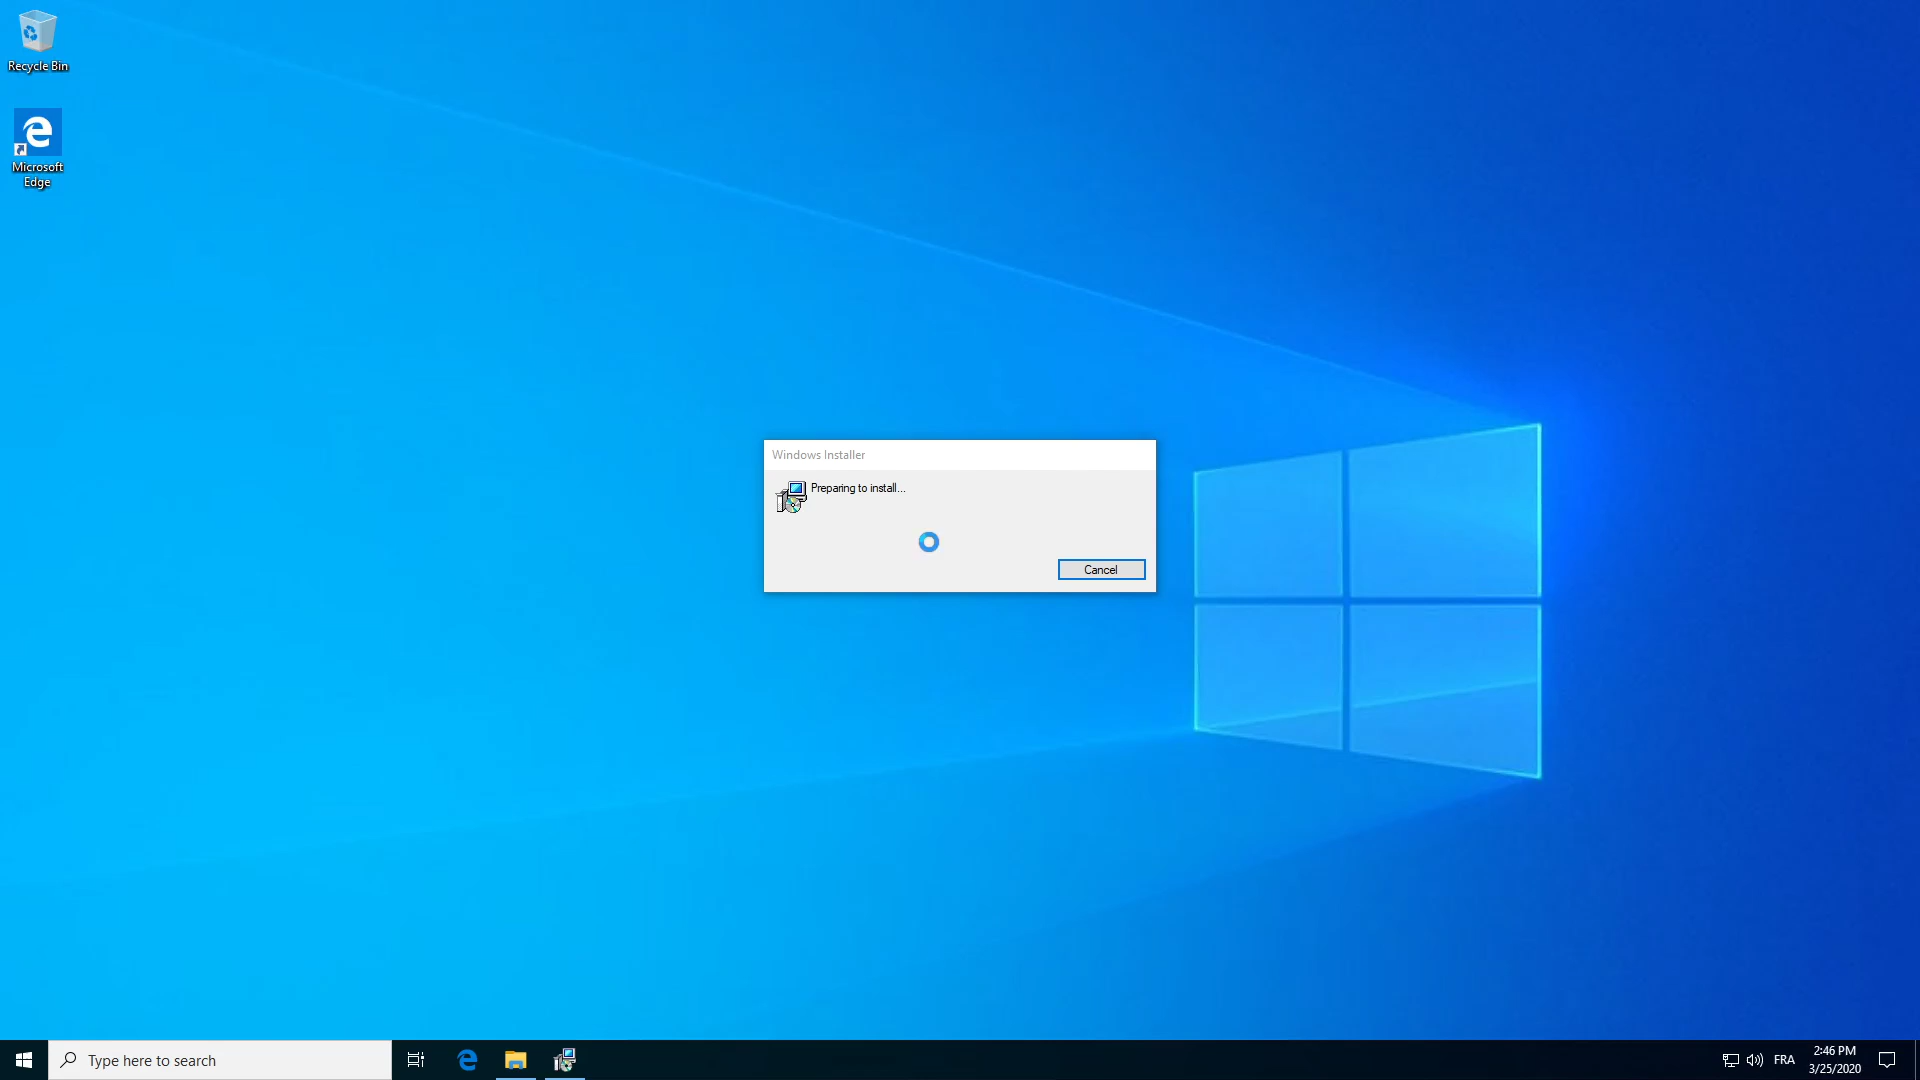 Recycle Bin
Microsoft
Edge
Windows Installer
Preparing to install...
Cancel
Type here to search
FRA
2:46 PM
3/25/2020